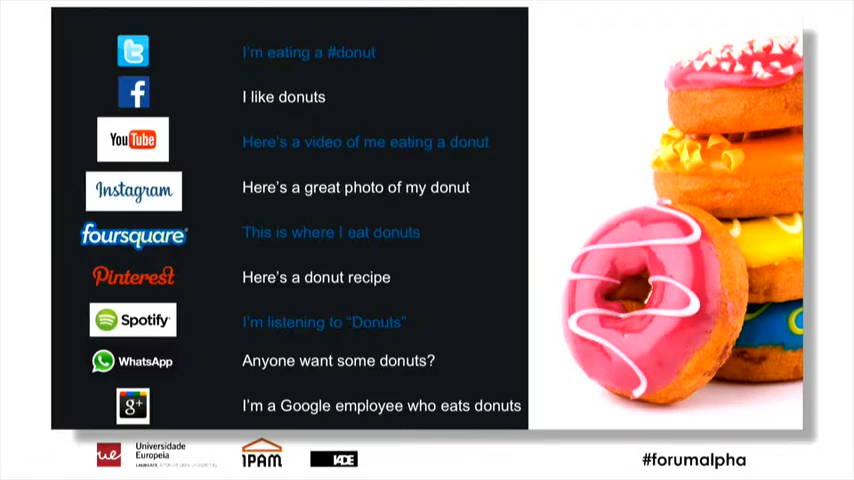 I'm eating a #donut
I like donuts
YouTube
Here's a video of me eating a donut
Instagram
Here's a great photo of my donut
foursquare
This is where I eat donuts
Pinterest
Here's a donut recipe
Spotify
I'm listening to “Donuts”
WhatsApp
Anyone want some donuts?
g+
I'm a Google employee who eats donuts
ue
Universidade
Europeia
IPAM
IADE
#forumalpha